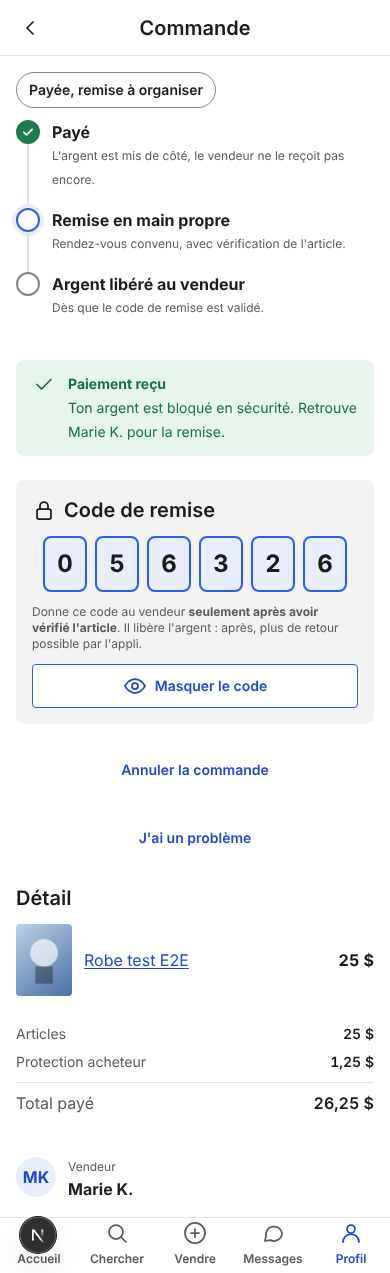 Commande
Payée, remise à organiser
Payé
L'argent est mis de côté, le vendeur ne le reçoit pas
encore.
Remise en main propre
Rendez-vous convenu, avec vérification de l'article.
Argent libéré au vendeur
Dès que le code de remise est validé.
Paiement reçu
Ton argent est bloqué en sécurité. Retrouve
Marie K. pour la remise.
Code de remise
0 5 6 3 2 6
Donne ce code au vendeur seulement après avoir
vérifié l'article. Il libère l'argent : après, plus de retour
possible par l'appli.
Masquer le code
Annuler la commande
J'ai un problème
Détail
Robe test E2E 25 $
Articles 25 $
Protection acheteur 1,25 $
Total payé 26,25 $
MK
Vendeur
Marie K.
N
Accueil Chercher Vendre Messages Profil